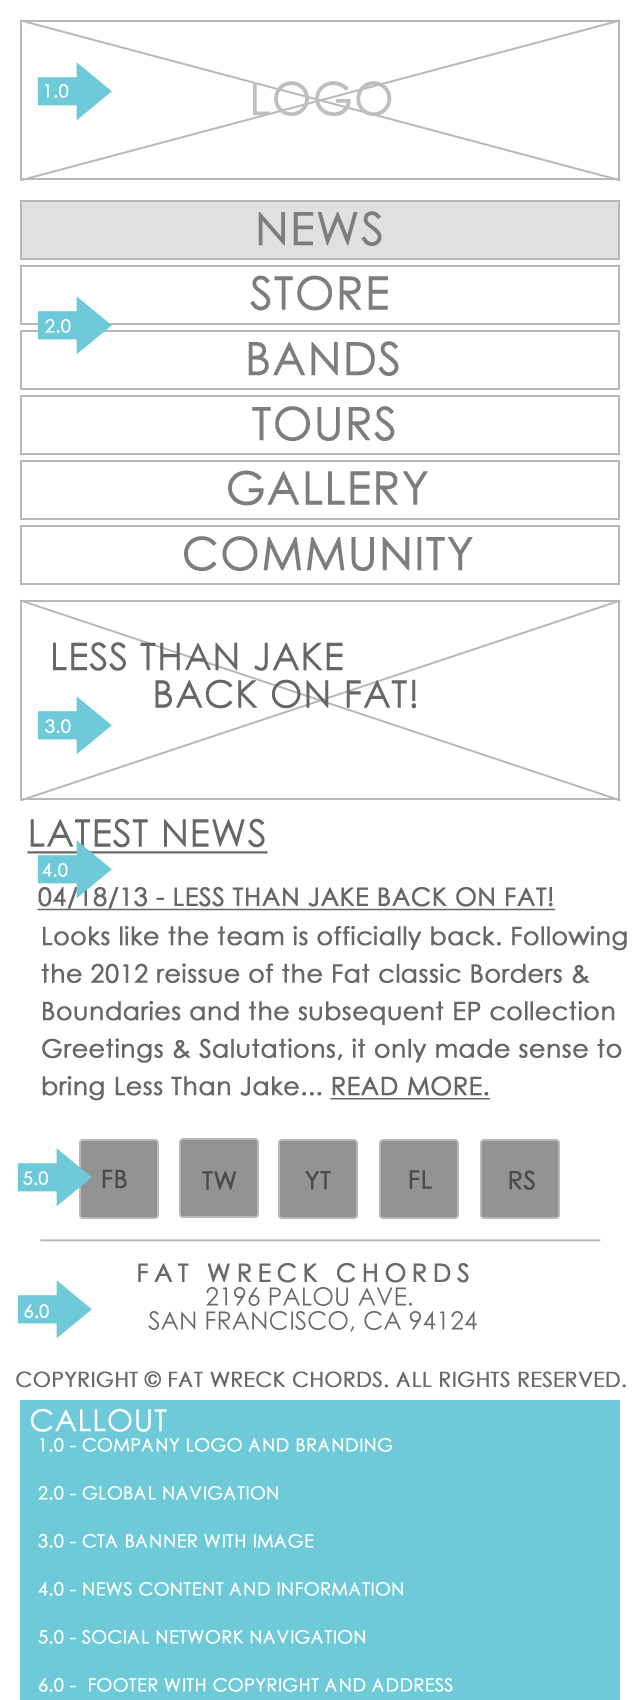 1.0
LOGO
NEWS
STORE
2.0
BANDS
TOURS
GALLERY
COMMUNITY
LESS THAN JAKE
BACK ON FAT!
3.0
LATEST NEWS
4.0
04/18/13 - LESS THAN JAKE BACK ON FAT!
Looks like the team is officially back. Following
the 2012 reissue of the Fat classic Borders &
Boundaries and the subsequent EP collection
Greetings & Salutations, it only made sense to
bring Less Than Jake... READ MORE.
5.0 FB TW YT FL RS
FAT WRECK CHORDS
2196 PALOU AVE.
6.0
SAN FRANCISCO, CA 94124
COPYRIGHT © FAT WRECK CHORDS. ALL RIGHTS RESERVED.
CALLOUT
1.0 - COMPANY LOGO AND BRANDING
2.0 - GLOBAL NAVIGATION
3.0 - CTA BANNER WITH IMAGE
4.0 - NEWS CONTENT AND INFORMATION
5.0 - SOCIAL NETWORK NAVIGATION
6.0 - FOOTER WITH COPYRIGHT AND ADDRESS